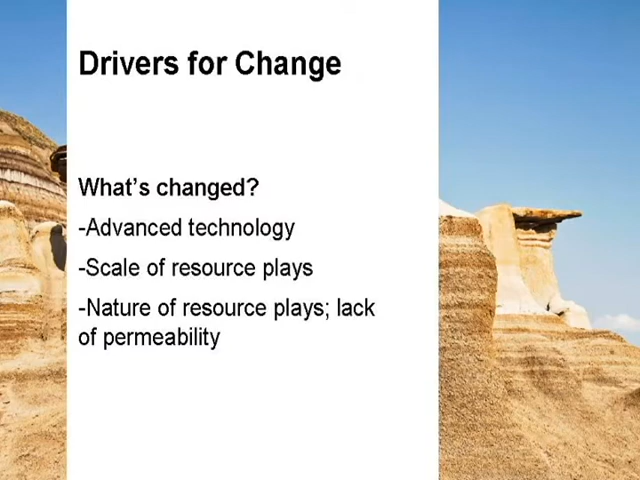 Drivers for Change
What's changed?
-Advanced technology
-Scale of resource plays
-Nature of resource plays; lack
of permeability